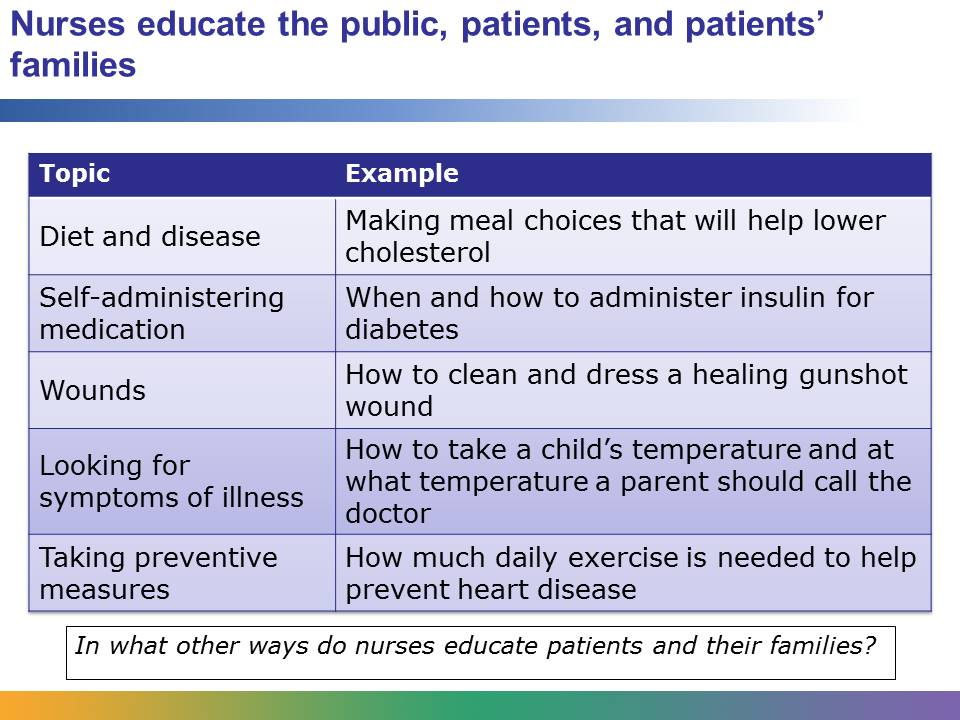 Nurses educate the public, patients, and patients’
families
Topic
Example
Diet and disease
Making meal choices that will help lower
cholesterol
Self-administering
medication
When and how to administer insulin for
diabetes
Wounds
How to clean and dress a healing gunshot
wound
Looking for
symptoms of illness
How to take a child’s temperature and at
what temperature a parent should call the
doctor
Taking preventive
measures
How much daily exercise is needed to help
prevent heart disease
In what other ways do nurses educate patients and their families?